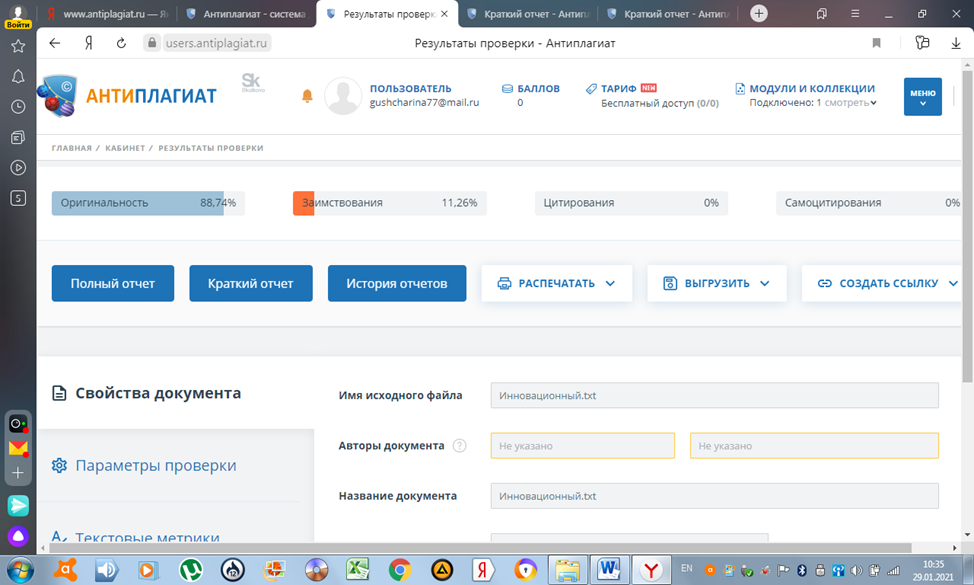 www.antiplagiat.ru — Я
Антиплагиат - система
Результаты проверк
Краткий отчет - Антипл
Краткий отчет - Антипл
Войти
users.antiplagiat.ru
Результаты проверки - Антиплагиат
АНТИПЛАГИАТ
Sk
ПОЛЬЗОВАТЕЛЬ
gushcharina77@mail.ru
БАЛЛОВ
0
ТАРИФ NEW
Бесплатный доступ (0/0)
МОДУЛИ И КОЛЛЕКЦИИ
Подключено: 1 смотреть
МЕНЮ
ГЛАВНАЯ / КАБИНЕТ / РЕЗУЛЬТАТЫ ПРОВЕРКИ
Оригинальность 88,74%
Заимствования 11,26%
Цитирования 0%
Самоцитирования 0%
Полный отчет
Краткий отчет
История отчетов
РАСПЕЧАТАТЬ
ВЫГРУЗИТЬ
СОЗДАТЬ ССЫЛКУ
Свойства документа
Имя исходного файла
Инновационный.txt
Авторы документа ?
Не указано
Не указано
Параметры проверки
Название документа
Инновационный.txt
Текстовые метрики
EN
10:35
29.01.2021